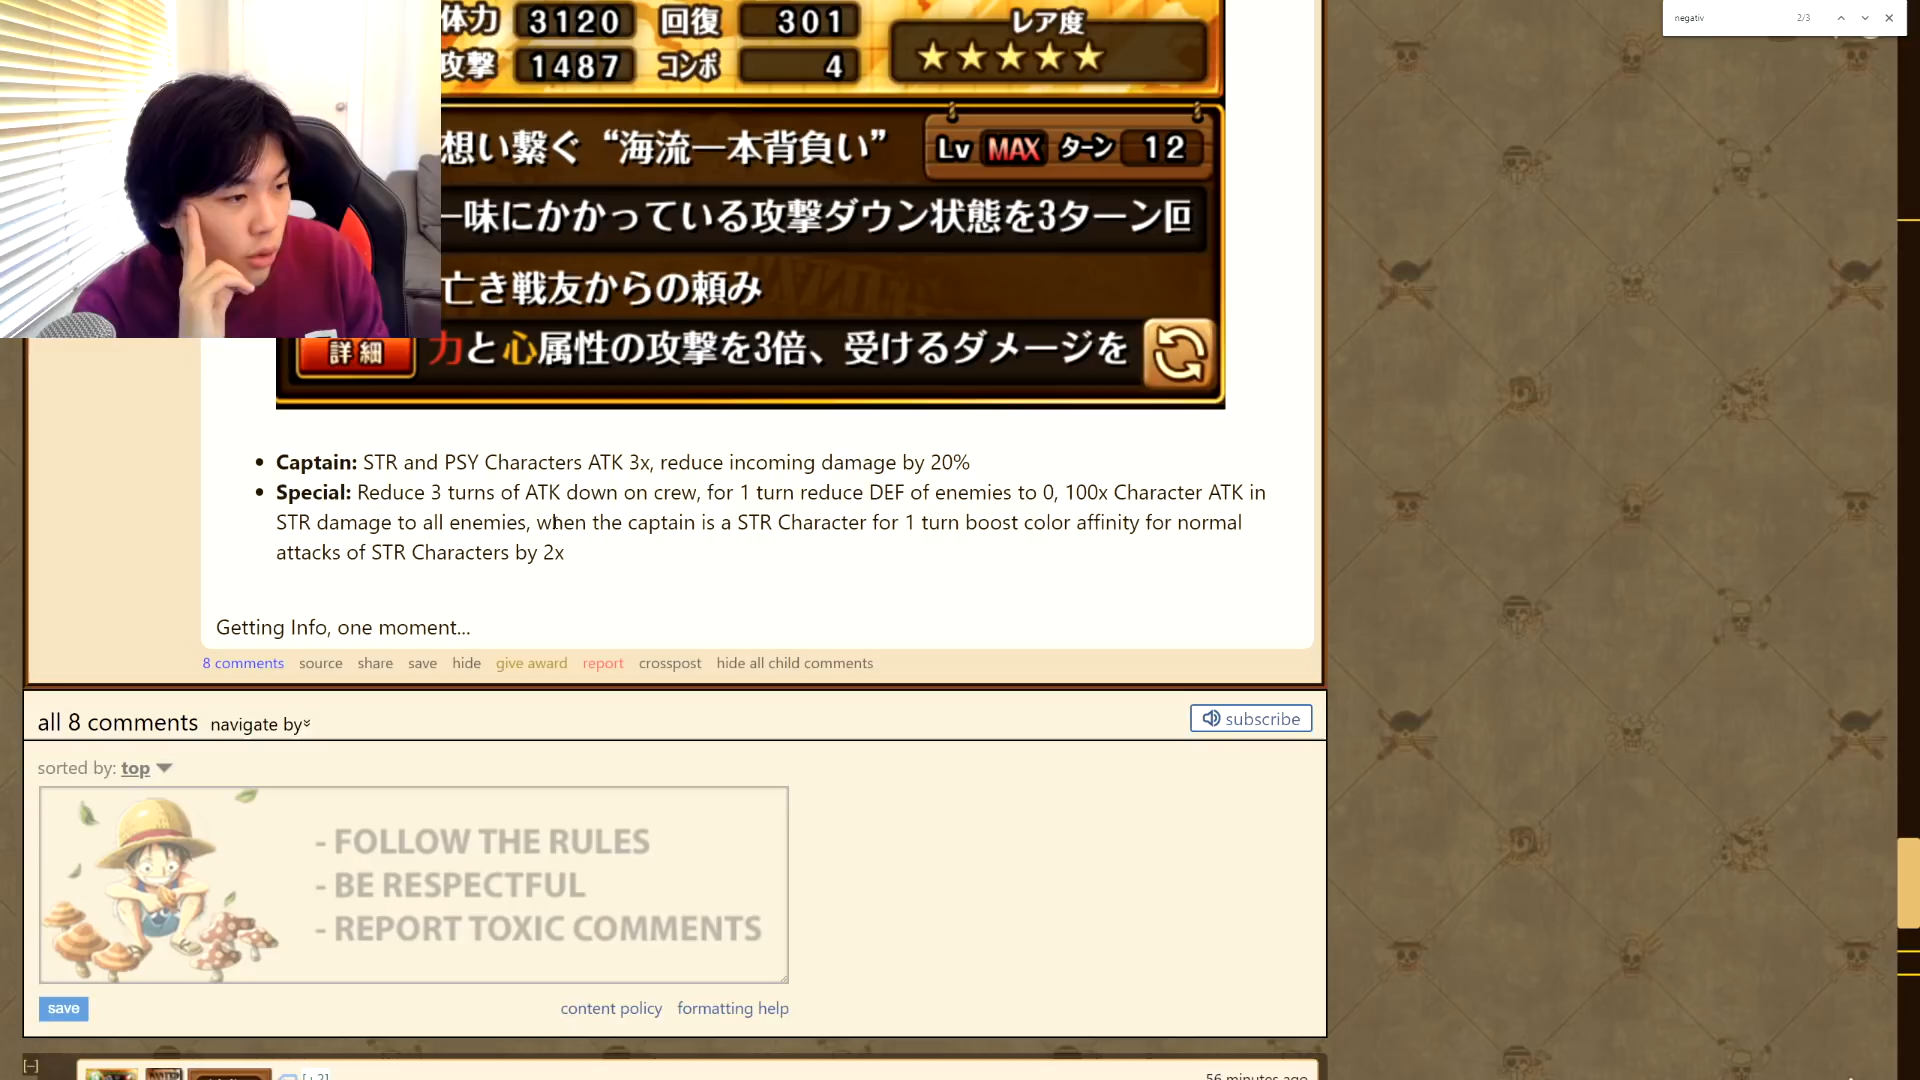 negativ 2/3
体力 3120 回復 301 レア度
攻撃 1487 コンボ 4
想い繋ぐ “海流一本背負い” Lv MAX ターン 12
一味にかかっている攻撃ダウン状態を3ターン回
亡き戦友からの頼み
詳細 力と心属性の攻撃を3倍、受けるダメージを
• Captain: STR and PSY Characters ATK 3x, reduce incoming damage by 20%
• Special: Reduce 3 turns of ATK down on crew, for 1 turn reduce DEF of enemies to 0, 100x Character ATK in
STR damage to all enemies, when the captain is a STR Character for 1 turn boost color affinity for normal
attacks of STR Characters by 2x
Getting Info, one moment...
8 comments source share save hide give award report crosspost hide all child comments
all 8 comments navigate by
subscribe
sorted by: top
- FOLLOW THE RULES
- BE RESPECTFUL
- REPORT TOXIC COMMENTS
save content policy formatting help
[-] 56 minutes ago